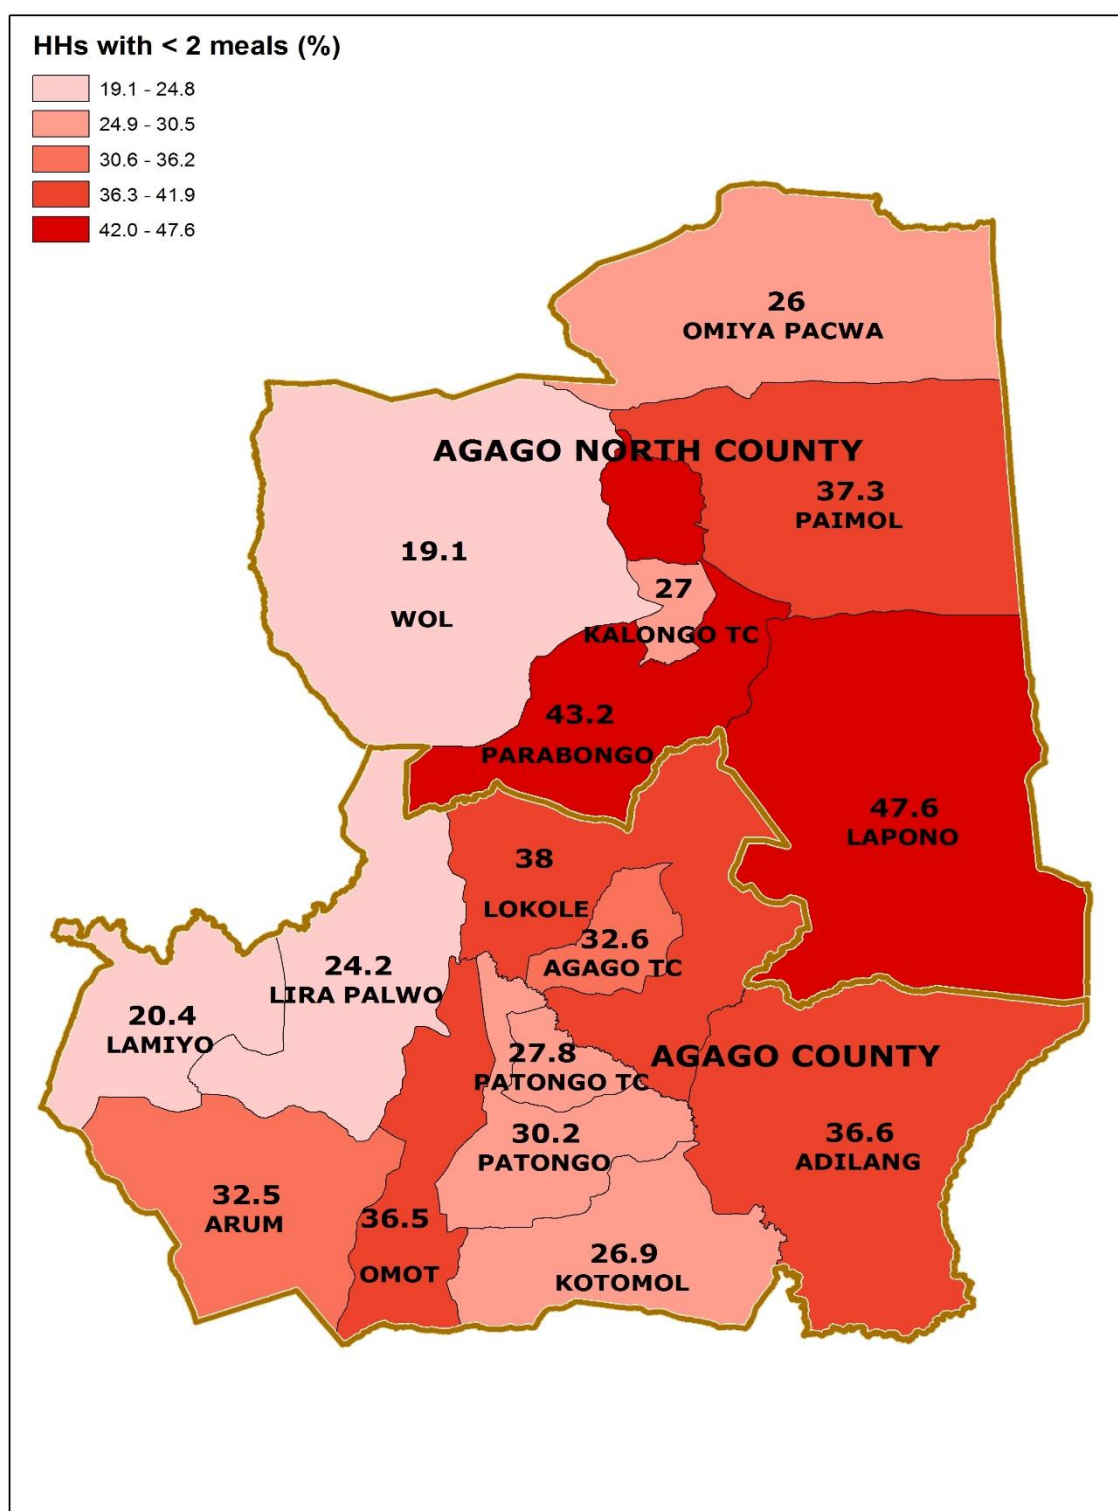 HHs with < 2 meals (%)
19.1 - 24.8
24.9 - 30.5
30.6 - 36.2
36.3 - 41.9
42.0 - 47.6
26
OMIYA PACWA
AGAGO NORTH COUNTY
37.3
PAIMOL
19.1
WOL
27
KALONGO TC
43.2
PARABONGO
47.6
LAPONO
38
LOKOLE
32.6
AGAGO TC
24.2
LIRA PALWO
20.4
LAMIYO
27.8
PATONGO TC
AGAGO COUNTY
30.2
PATONGO
36.6
ADILANG
32.5
ARUM
36.5
OMOT
26.9
KOTOMOL